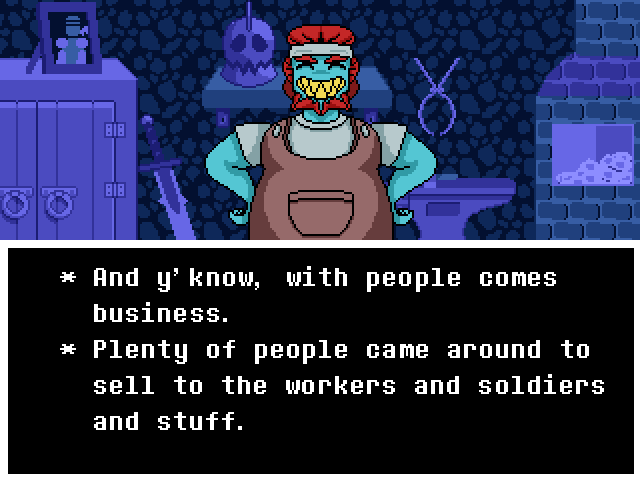 * And y'know, with people comes
business.
* Plenty of people came around to
sell to the workers and soldiers
and stuff.